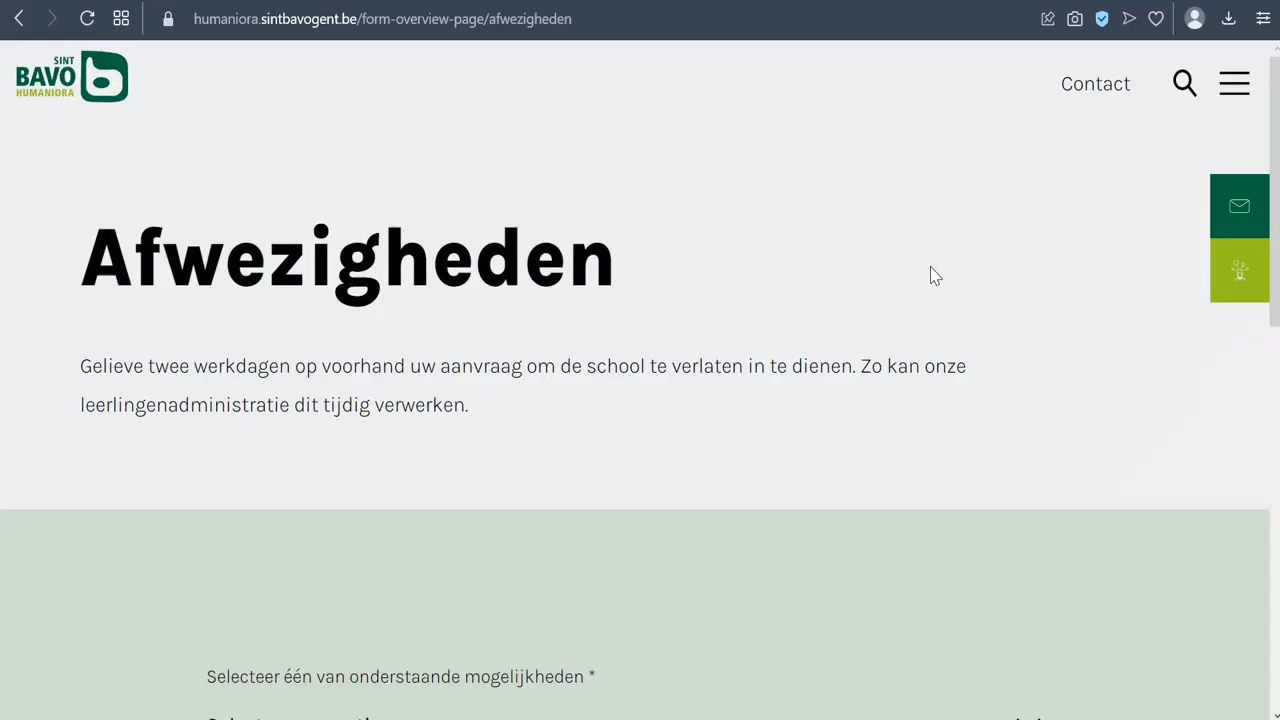 humaniora.sintbavogent.be/form-overview-page/afwezigheden
SINT
BAVO
HUMANIORA
Contact
Afwezigheden
Gelieve twee werkdagen op voorhand uw aanvraag om de school te verlaten in te dienen. Zo kan onze
leerlingenadministratie dit tijdig verwerken.
Selecteer één van onderstaande mogelijkheden *